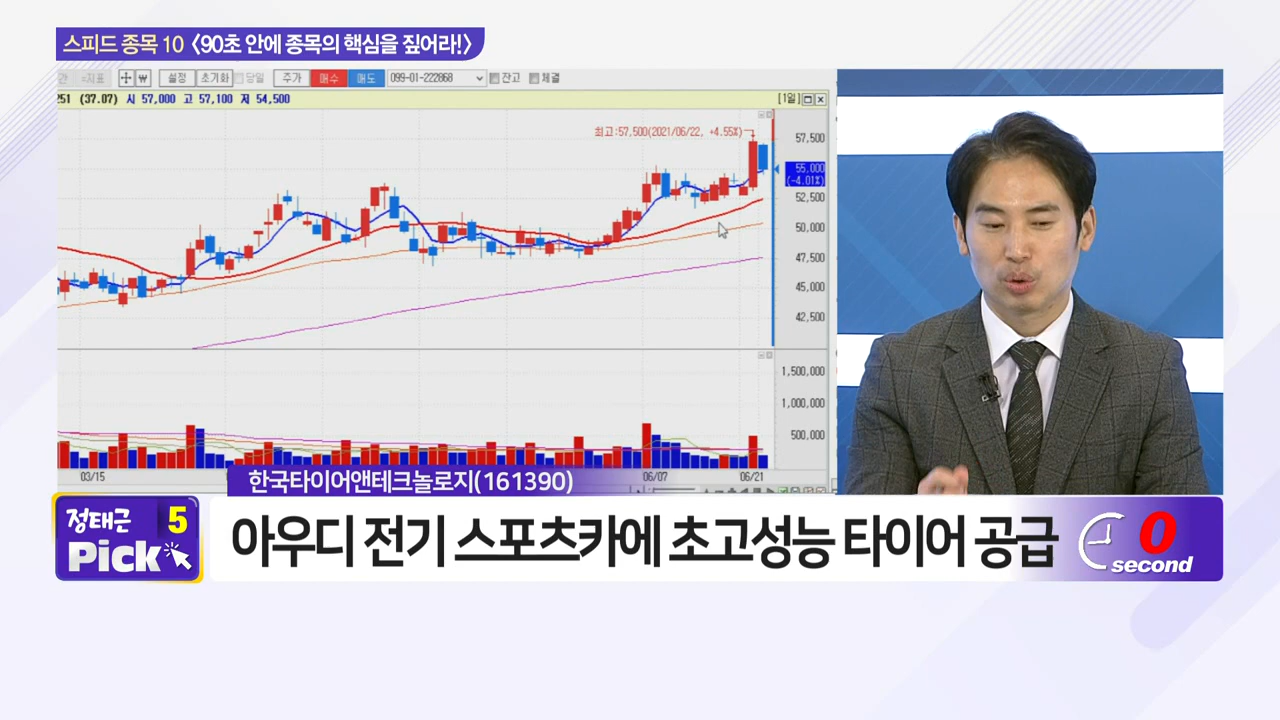 스피드 종목 10 <90초 안에 종목의 핵심을 짚어라!>
설정 초기화 당일 주가 매수 매도 099-01-222868 잔고 체결
251 (37.07) 시 57,000 고 57,100 저 54,500 [1일]
최고:57,500(2021/06/22, +4.55%)
57,500
55,000
(-4.01%)
52,500
50,000
47,500
45,000
42,500
1,500,000
1,000,000
500,000
03/15 06/07 06/21
한국타이어앤테크놀로지(161390)
정태근 5
Pick
아우디 전기 스포츠카에 초고성능 타이어 공급
0
second